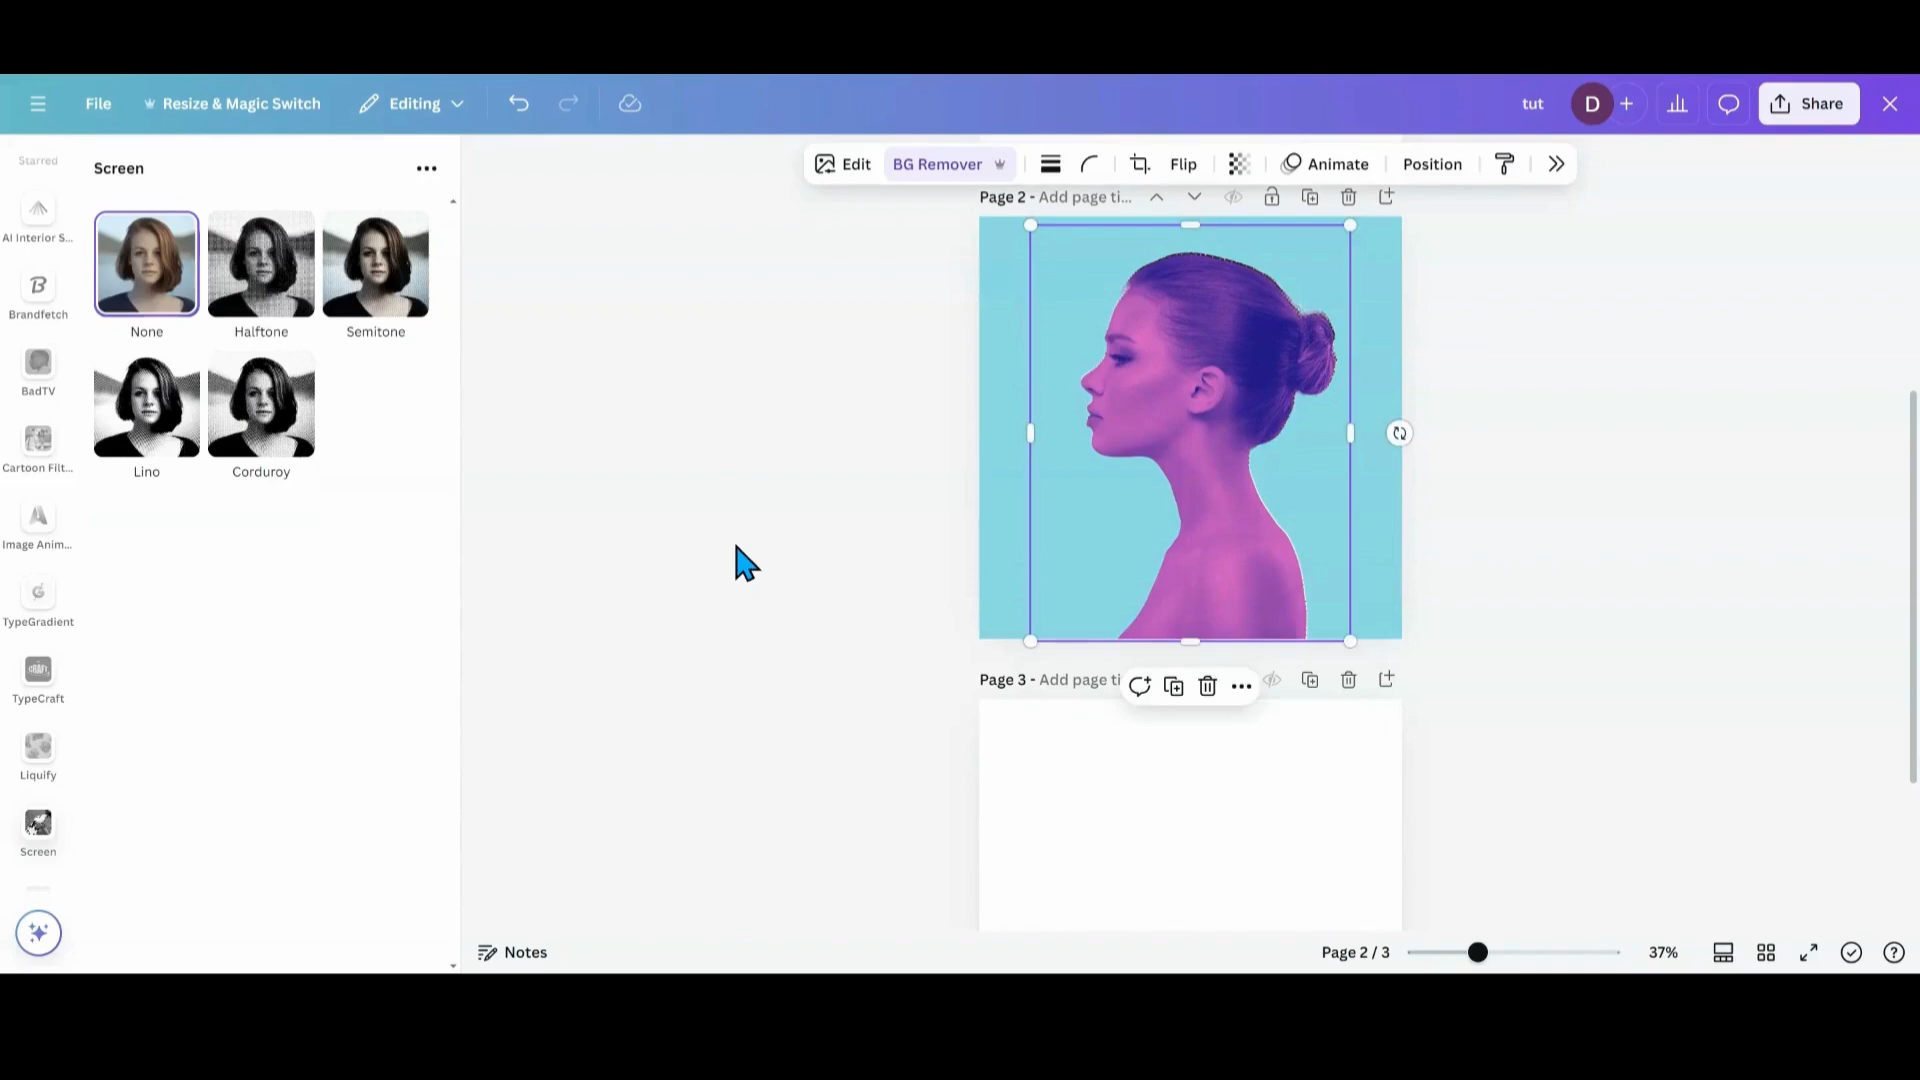 File
Resize & Magic Switch
Editing
tut
D
Share
Starred
AI Interior S...
Brandfetch
BadTV
Cartoon Filt...
Image Anim...
TypeGradient
CRAFT
TypeCraft
Liquify
Screen
Screen
None
Halftone
Semitone
Lino
Corduroy
Edit
BG Remover
Flip
Animate
Position
Page 2 - Add page ti...
Page 3 - Add page ti
Notes
Page 2 / 3
37%